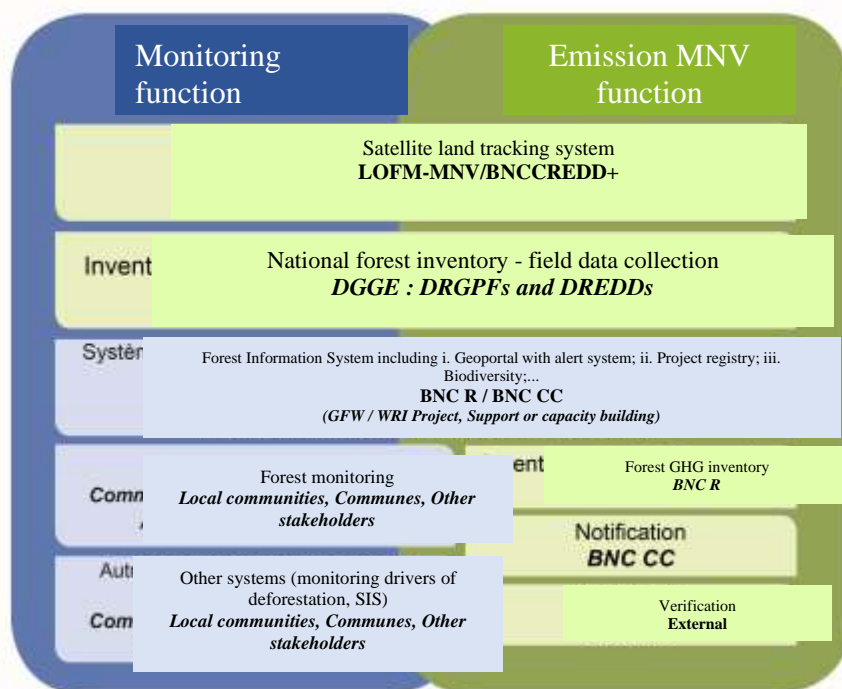 Monitoring
function
Emission MNV
function
Satellite land tracking system
LOFM-MNV/BNCCREDD+
Invent
National forest inventory - field data collection
DGGE : DRGPFs and DREDDs
Systèr
Forest Information System including i. Geoportal with alert system; ii. Project registry; iii.
Biodiversity;...
BNC R / BNC CC
(GFW / WRI Project, Support or capacity building)
Comm
Forest monitoring
Local communities, Communes, Other
stakeholders
ent
Forest GHG inventory
BNC R
Notification
BNC CC
Autr
Com
Other systems (monitoring drivers of
deforestation, SIS)
Local communities, Communes, Other
stakeholders
Verification
External